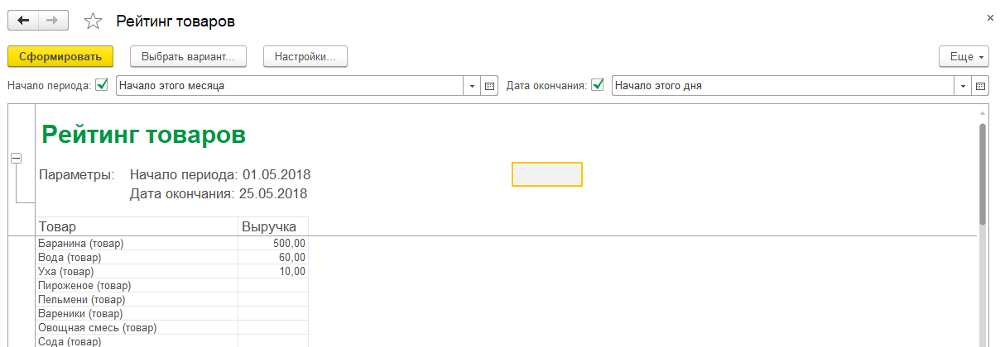 Рейтинг товаров
Сформировать Выбрать вариант... Настройки... Еще
Начало периода: Начало этого месяца Дата окончания: Начало этого дня
Рейтинг товаров
Параметры: Начало периода: 01.05.2018
Дата окончания: 25.05.2018
Товар Выручка
Баранина (товар) 500,00
Вода (товар) 60,00
Уха (товар) 10,00
Пироженое (товар)
Пельмени (товар)
Вареники (товар)
Овощная смесь (товар)
Сода (товар)